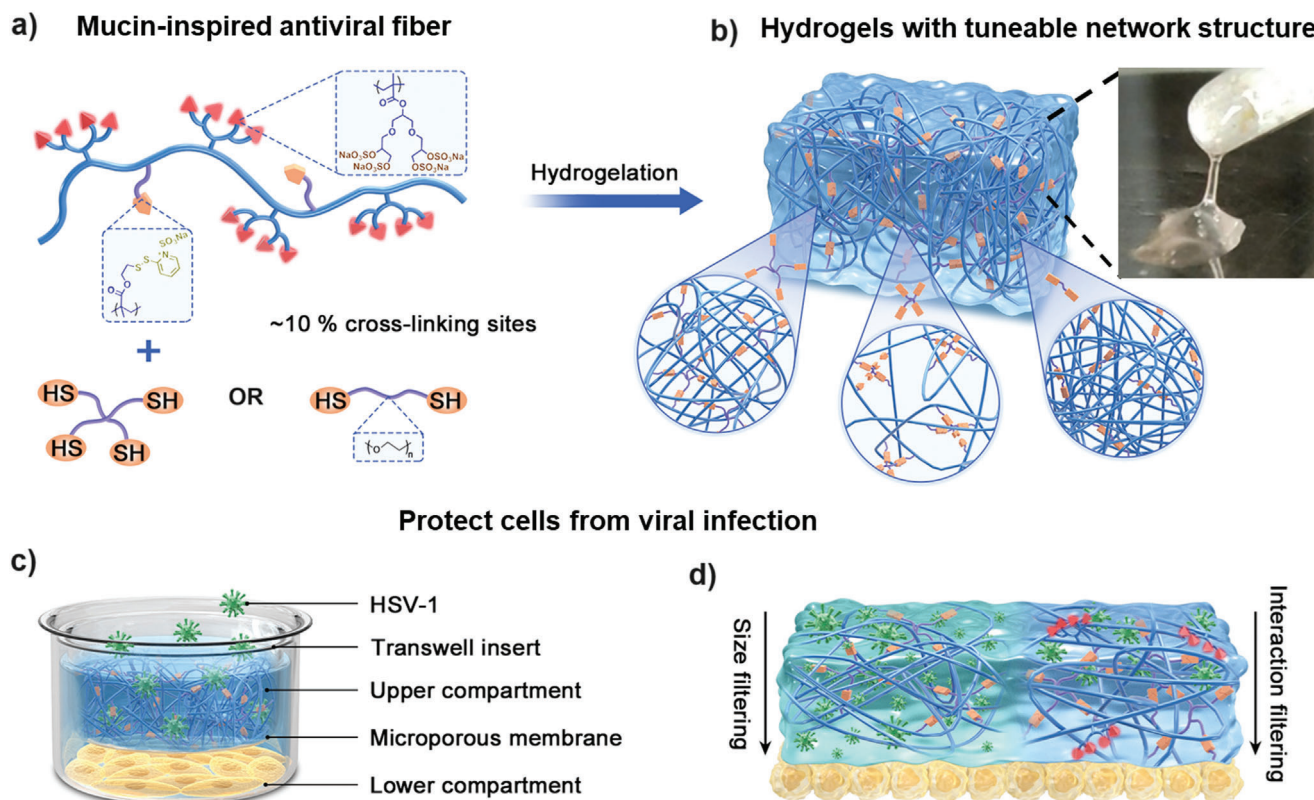 a)
Mucin-inspired antiviral fiber
NaO₃SO
NaO₃SO
OSO₃Na
OSO₃Na
O
O
O
O
SO₃Na
N
S
S
O
O
~10 % cross-linking sites
+
HS
SH
HS
SH
OR
HS
SH
(o)n
Hydrogelation
b)
Hydrogels with tuneable network structure
Protect cells from viral infection
c)
HSV-1
Transwell insert
Upper compartment
Microporous membrane
Lower compartment
d)
Size filtering
Interaction filtering